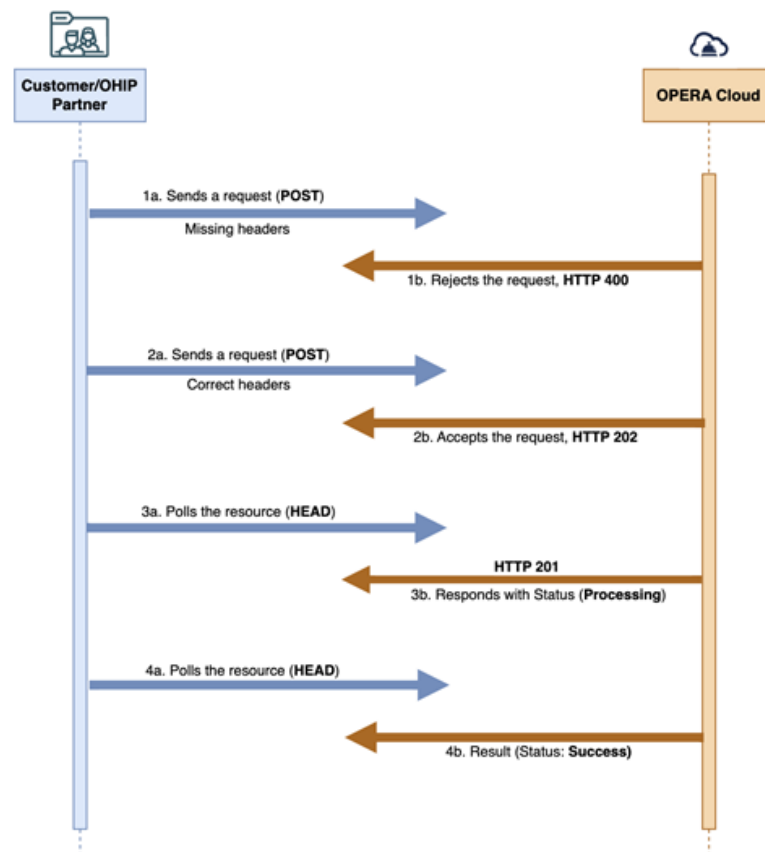 Customer/OHIP
Partner
OPERA Cloud
1a. Sends a request (POST)
Missing headers
1b. Rejects the request, HTTP 400
2a. Sends a request (POST)
Correct headers
2b. Accepts the request, HTTP 202
3a. Polls the resource (HEAD)
HTTP 201
3b. Responds with Status (Processing)
4a. Polls the resource (HEAD)
4b. Result (Status: Success)